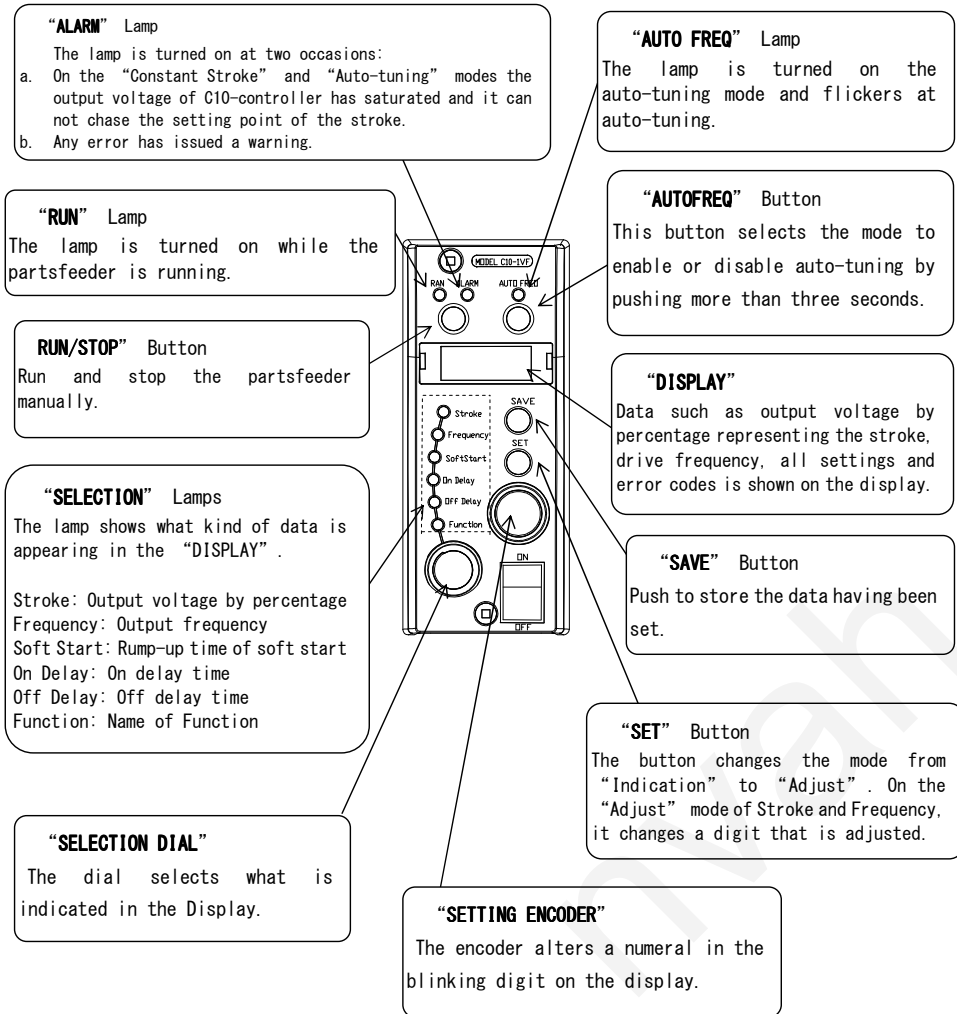 “ALARM” Lamp
The lamp is turned on at two occasions:
a. On the “Constant Stroke” and “Auto-tuning” modes the
output voltage of C10-controller has saturated and it can
not chase the setting point of the stroke.
b. Any error has issued a warning.
“AUTO FREQ” Lamp
The lamp is turned on the
auto-tuning mode and flickers at
auto-tuning.
“RUN” Lamp
The lamp is turned on while the
partsfeeder is running.
“AUTOFREQ” Button
This button selects the mode to
enable or disable auto-tuning by
pushing more than three seconds.
RUN/STOP” Button
Run and stop the partsfeeder
manually.
“DISPLAY”
Data such as output voltage by
percentage representing the stroke,
drive frequency, all settings and
error codes is shown on the display.
“SELECTION” Lamps
The lamp shows what kind of data is
appearing in the “DISPLAY”.
Stroke: Output voltage by percentage
Frequency: Output frequency
Soft Start: Rump-up time of soft start
On Delay: On delay time
Off Delay: Off delay time
Function: Name of Function
MODEL C10-1VF
RAN ALARM AUTO FREQ
Stroke
Frequency
SoftStart
On Delay
Off Delay
Function
SAVE
SET
ON
OFF
“SAVE” Button
Push to store the data having been
set.
“SET” Button
The button changes the mode from
“Indication” to “Adjust”. On the
“Adjust” mode of Stroke and Frequency,
it changes a digit that is adjusted.
“SELECTION DIAL”
The dial selects what is
indicated in the Display.
“SETTING ENCODER”
The encoder alters a numeral in the
blinking digit on the display.